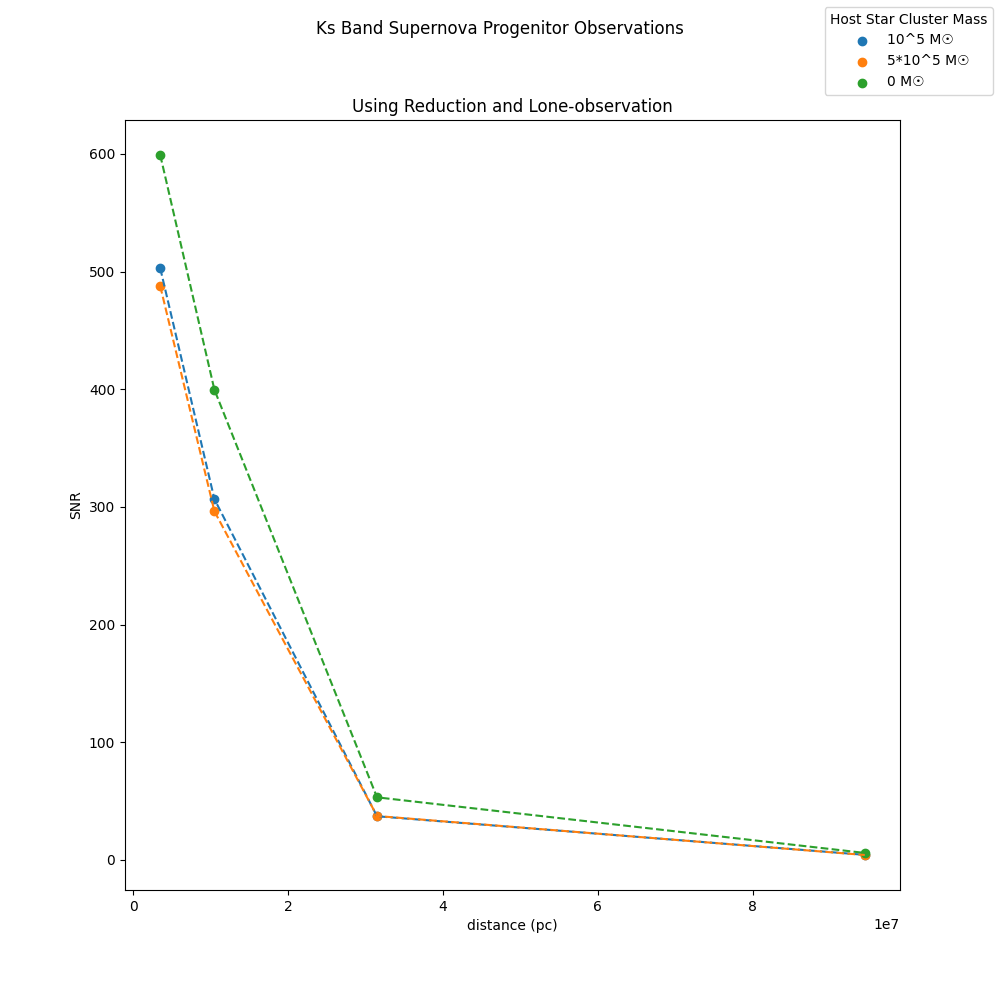 Ks Band Supernova Progenitor Observations
Host Star Cluster Mass
10^5 M☉
5*10^5 M☉
0 M☉
Using Reduction and Lone-observation
600
500
400
300
200
100
0
SNR
0 2 4 6 8
1e7
distance (pc)